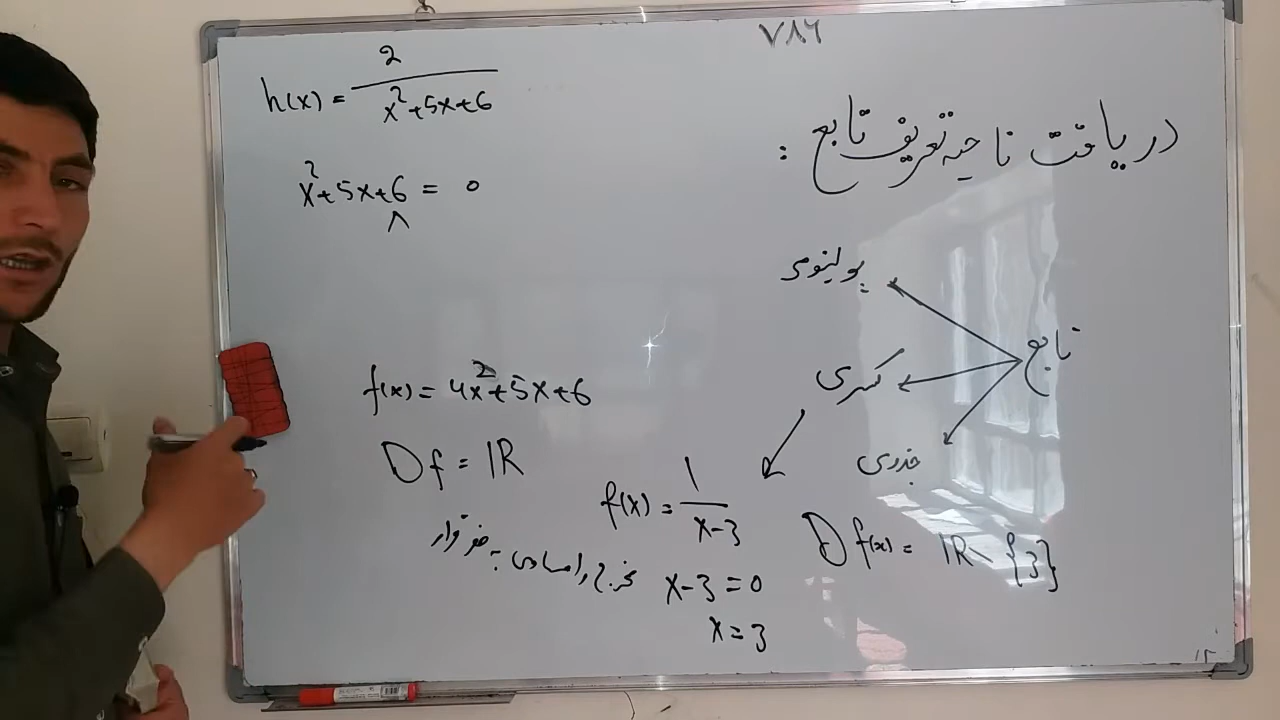 ۷۸۶
دریافت ناحیه تعریف تابع :
h(x) = 2 / x²+5x+6
x²+5x+6 = 0
^
پولینومی
تابع
کسری
جذری
f(x) = 4x²+5x+6
Df = IR
f(x) = 1 / x-3
مخرج را مساوی به صفر قرار
x-3=0
x=3
Df(x) = IR \ {3}